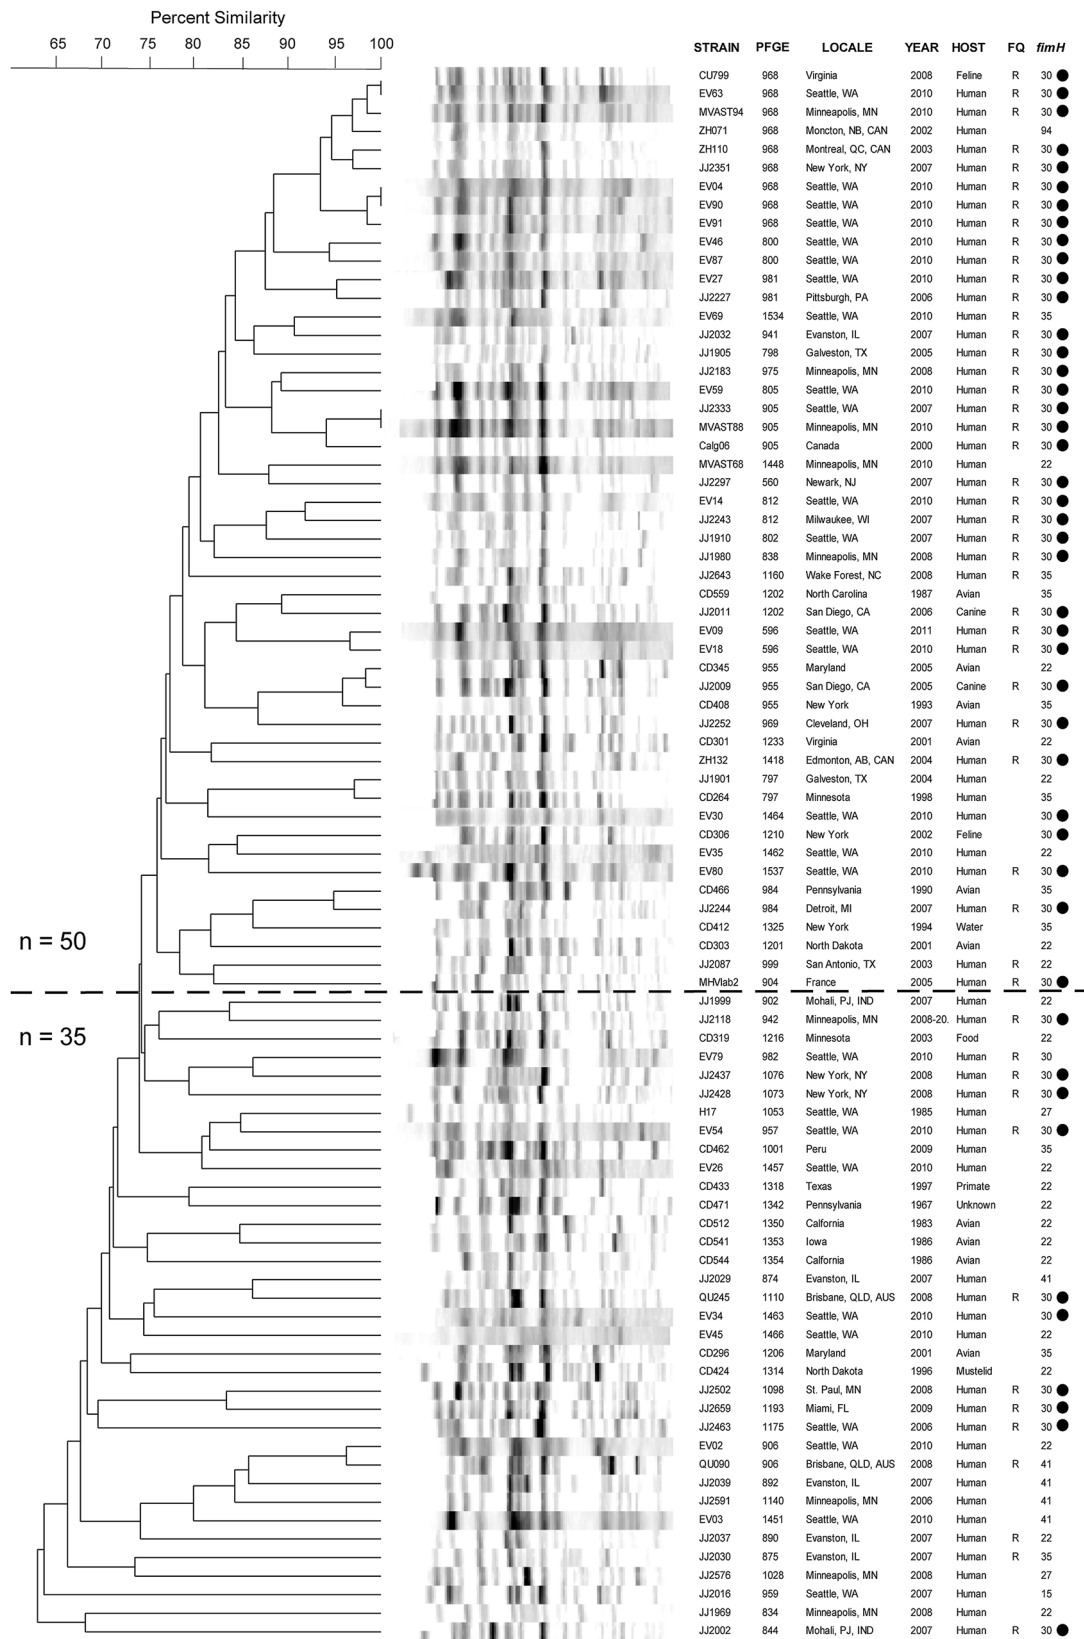 Percent Similarity
65 70 75 80 85 90 95 100
STRAIN PFGE LOCALE YEAR HOST FQ fimH
CU799 968 Virginia 2008 Feline R 30
EV63 968 Seattle, WA 2010 Human R 30
MVAST94 968 Minneapolis, MN 2010 Human R 30
ZH071 968 Moncton, NB, CAN 2002 Human 94
ZH110 968 Montreal, QC, CAN 2003 Human R 30
JJ2351 968 New York, NY 2007 Human R 30
EV04 968 Seattle, WA 2010 Human R 30
EV90 968 Seattle, WA 2010 Human R 30
EV91 968 Seattle, WA 2010 Human R 30
EV46 800 Seattle, WA 2010 Human R 30
EV87 800 Seattle, WA 2010 Human R 30
EV27 981 Seattle, WA 2010 Human R 30
JJ2227 981 Pittsburgh, PA 2006 Human R 30
EV69 1534 Seattle, WA 2010 Human R 35
JJ2032 941 Evanston, IL 2007 Human R 30
JJ1905 798 Galveston, TX 2005 Human R 30
JJ2183 975 Minneapolis, MN 2008 Human R 30
EV59 805 Seattle, WA 2010 Human R 30
JJ2333 905 Seattle, WA 2007 Human R 30
MVAST88 905 Minneapolis, MN 2010 Human R 30
Calg06 905 Canada 2000 Human R 30
MVAST68 1448 Minneapolis, MN 2010 Human 22
JJ2297 560 Newark, NJ 2007 Human R 30
EV14 812 Seattle, WA 2010 Human R 30
JJ2243 812 Milwaukee, WI 2007 Human R 30
JJ1910 802 Seattle, WA 2007 Human R 30
JJ1980 838 Minneapolis, MN 2008 Human R 30
JJ2643 1160 Wake Forest, NC 2008 Human R 35
CD559 1202 North Carolina 1987 Avian 35
JJ2011 1202 San Diego, CA 2006 Canine R 30
EV09 596 Seattle, WA 2011 Human R 30
EV18 596 Seattle, WA 2010 Human R 30
CD345 955 Maryland 2005 Avian 22
JJ2009 955 San Diego, CA 2005 Canine R 30
CD408 955 New York 1993 Avian 35
JJ2252 969 Cleveland, OH 2007 Human R 30
CD301 1233 Virginia 2001 Avian 22
ZH132 1418 Edmonton, AB, CAN 2004 Human R 30
JJ1901 797 Galveston, TX 2004 Human 22
CD264 797 Minnesota 1998 Human 35
EV30 1464 Seattle, WA 2010 Human 30
CD306 1210 New York 2002 Feline 30
EV35 1462 Seattle, WA 2010 Human 22
EV80 1537 Seattle, WA 2010 Human R 30
CD466 984 Pennsylvania 1990 Avian 35
JJ2244 984 Detroit, MI 2007 Human R 30
CD412 1325 New York 1994 Water 35
n = 50
CD303 1201 North Dakota 2001 Avian 22
JJ2087 999 San Antonio, TX 2003 Human R 22
MHVlab2 904 France 2005 Human R 30
JJ1999 902 Mohali, PJ, IND 2007 Human 22
JJ2118 942 Minneapolis, MN 2008-20. Human R 30
n = 35
CD319 1216 Minnesota 2003 Food 22
EV79 982 Seattle, WA 2010 Human R 30
JJ2437 1076 New York, NY 2008 Human R 30
JJ2428 1073 New York, NY 2008 Human R 30
H17 1053 Seattle, WA 1985 Human 27
EV54 957 Seattle, WA 2010 Human R 30
CD462 1001 Peru 2009 Human 35
EV26 1457 Seattle, WA 2010 Human 22
CD433 1318 Texas 1997 Primate 22
CD471 1342 Pennsylvania 1967 Unknown 22
CD512 1350 Calfornia 1983 Avian 22
CD541 1353 Iowa 1986 Avian 22
CD544 1354 Calfornia 1986 Avian 22
JJ2029 874 Evanston, IL 2007 Human 41
QU245 1110 Brisbane, QLD, AUS 2008 Human R 30
EV34 1463 Seattle, WA 2010 Human 30
EV45 1466 Seattle, WA 2010 Human 22
CD296 1206 Maryland 2001 Avian 35
CD424 1314 North Dakota 1996 Mustelid 22
JJ2502 1098 St. Paul, MN 2008 Human R 30
JJ2659 1193 Miami, FL 2009 Human R 30
JJ2463 1175 Seattle, WA 2006 Human R 30
EV02 906 Seattle, WA 2010 Human 22
QU090 906 Brisbane, QLD, AUS 2008 Human R 41
JJ2039 892 Evanston, IL 2007 Human 41
JJ2591 1140 Minneapolis, MN 2006 Human 41
EV03 1451 Seattle, WA 2010 Human 41
JJ2037 890 Evanston, IL 2007 Human R 22
JJ2030 875 Evanston, IL 2007 Human R 35
JJ2576 1028 Minneapolis, MN 2008 Human 27
JJ2016 959 Seattle, WA 2007 Human 15
JJ1969 834 Minneapolis, MN 2008 Human 22
JJ2002 844 Mohali, PJ, IND 2007 Human R 30